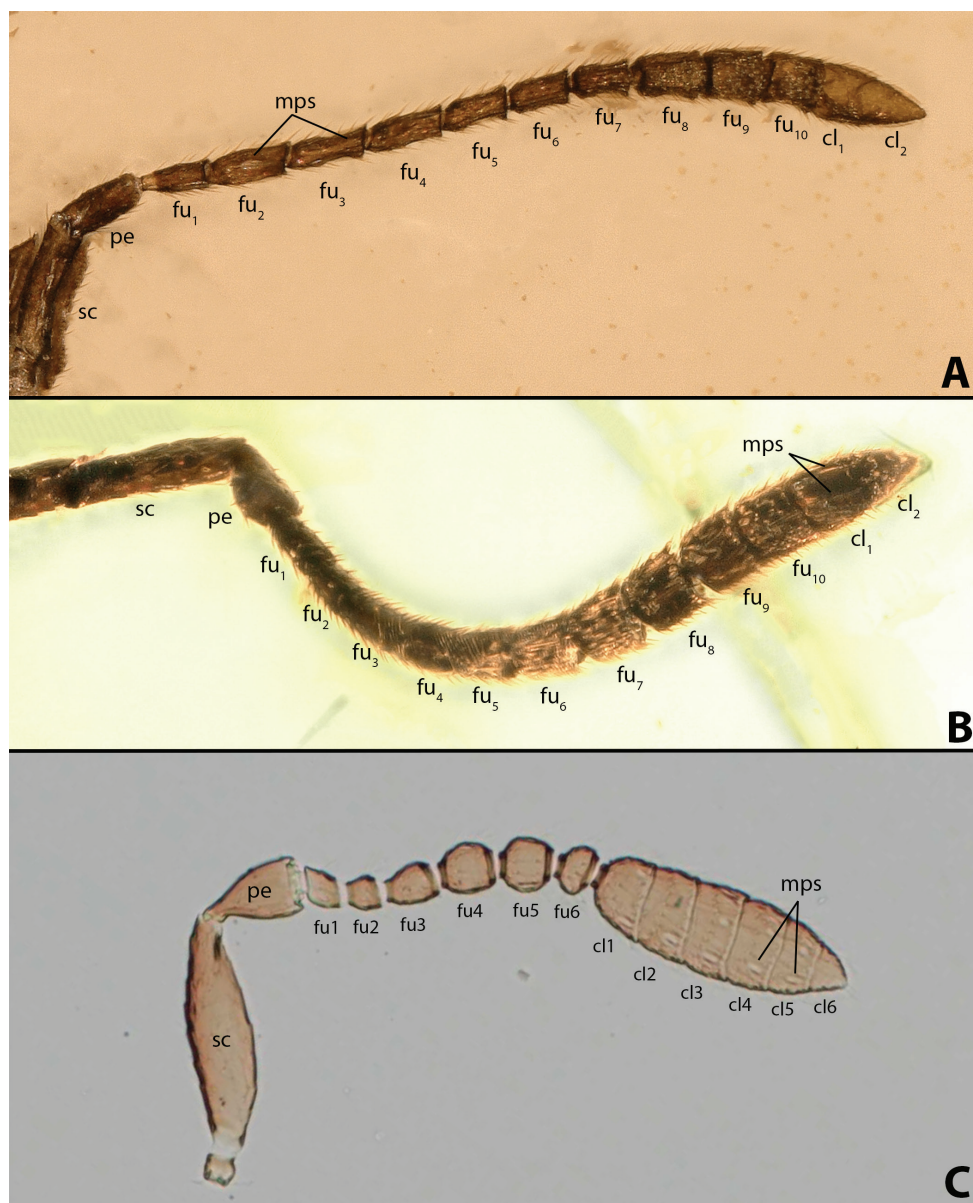 mps
fu₁ fu₂ fu₃ fu₄ fu₅ fu₆ fu₇ fu₈ fu₉ fu₁₀ cl₁ cl₂
pe
sc
A
mps
sc
pe
fu₁
fu₂
fu₃
fu₄
fu₅
fu₆
fu₇
fu₈
fu₉
fu₁₀
cl₁
cl₂
B
mps
pe
fu1 fu2 fu3 fu4 fu5 fu6
cl1 cl2 cl3 cl4 cl5 cl6
sc
C